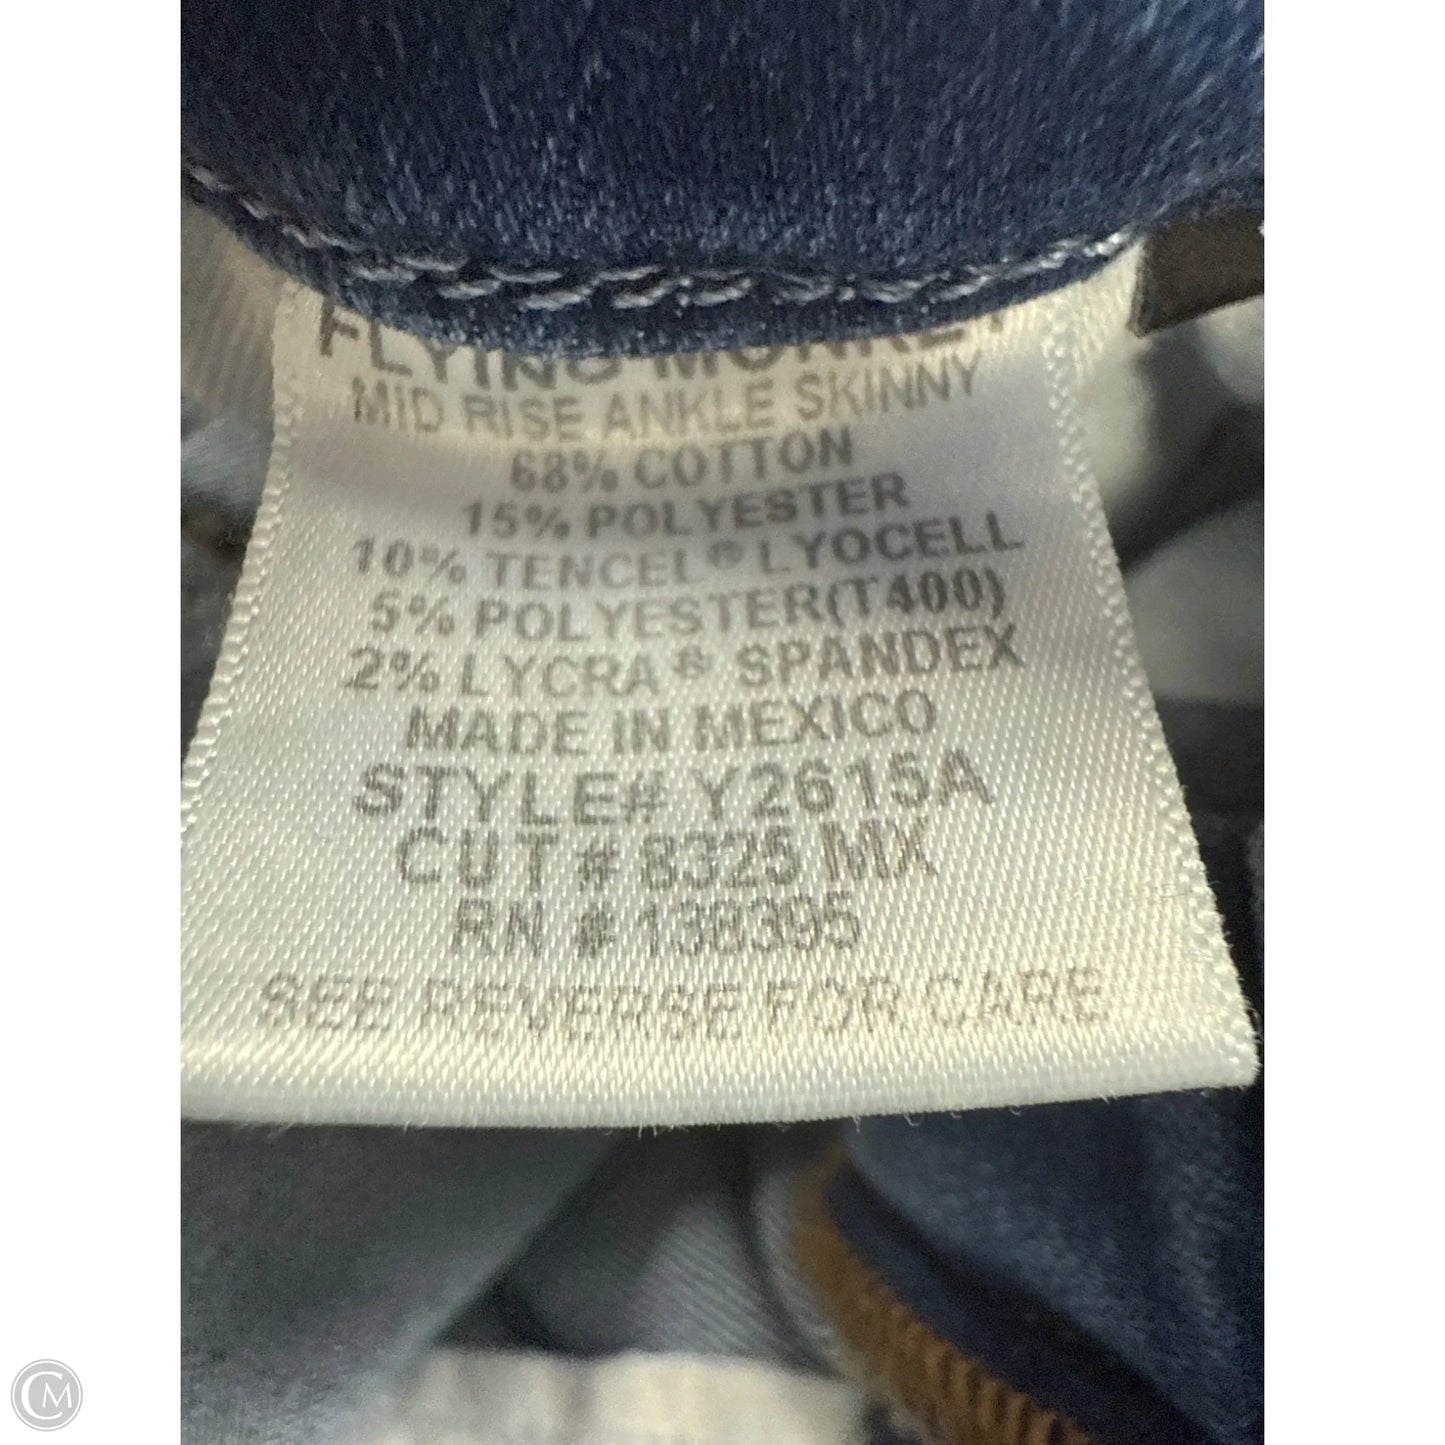 FLYING MONKEY
MID RISE ANKLE SKINNY
68% COTTON
15% POLYESTER
10% TENCEL® LYOCELL
5% POLYESTER(T400)
2% LYCRA® SPANDEX
MADE IN MEXICO
STYLE# Y2615A
CUT # 8325 MX
RN # 138395
SEE REVERSE FOR CARE
CM